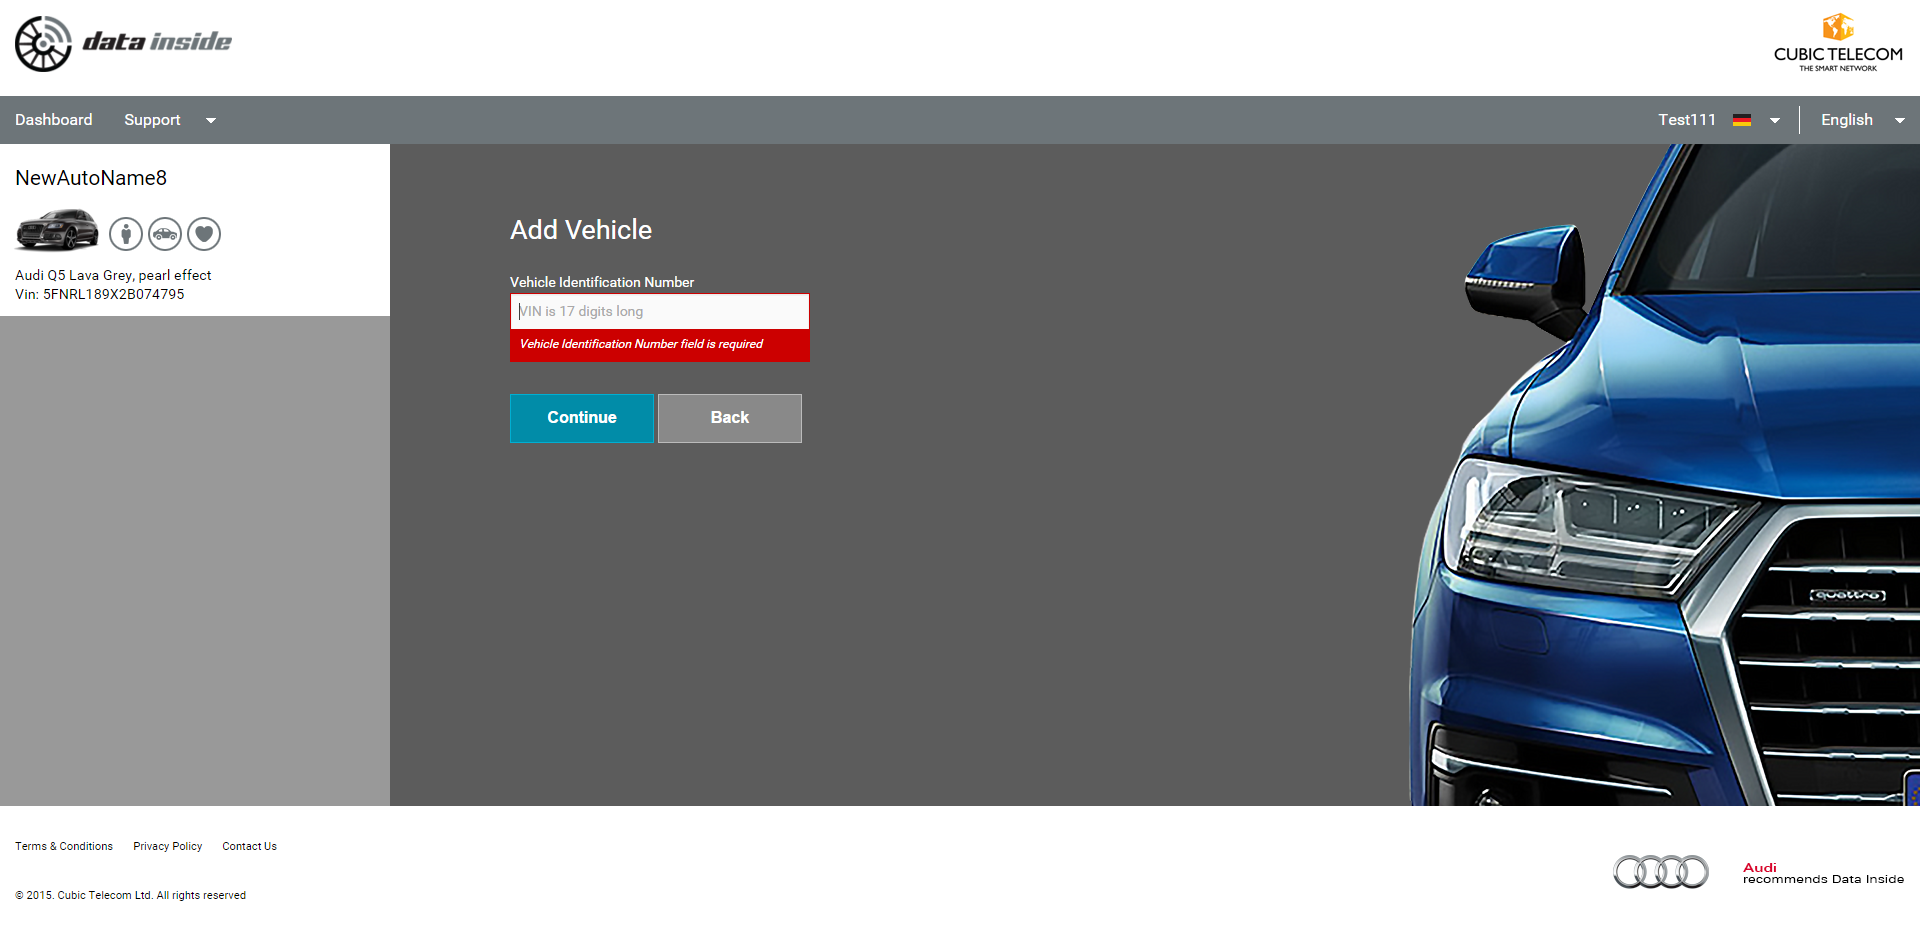 data inside
CUBIC TELECOM
THE SMART NETWORK
Dashboard Support Test111 English
NewAutoName8
Audi Q5 Lava Grey, pearl effect
Vin: 5FNRL189X2B074795
Add Vehicle
Vehicle Identification Number
VIN is 17 digits long
Vehicle Identification Number field is required
Continue Back
quattro
Terms & Conditions Privacy Policy Contact Us
Audi
recommends Data Inside
© 2015. Cubic Telecom Ltd. All rights reserved